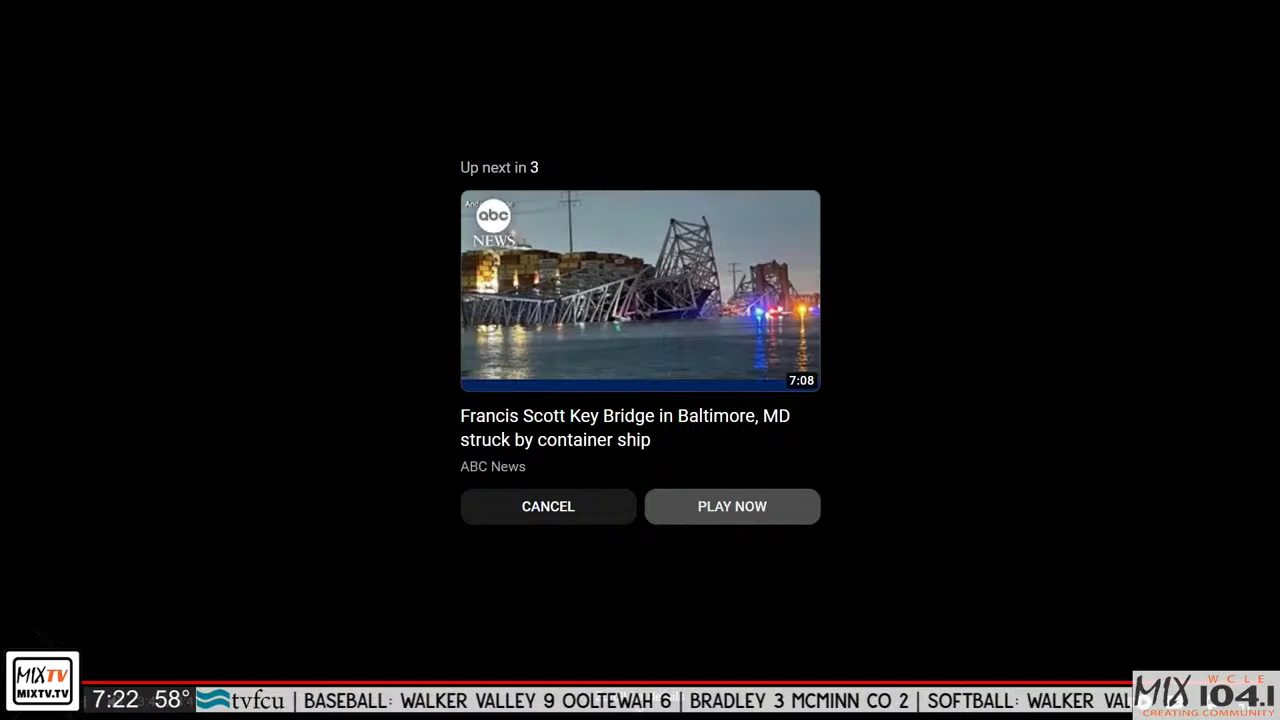 Up next in 3
abc
NEWS
7:08
Francis Scott Key Bridge in Baltimore, MD
struck by container ship
ABC News
CANCEL
PLAY NOW
MIXTV
MIXTV.TV
7:22 58° tvfcu | BASEBALL: WALKER VALLEY 9 OOLTEWAH 6 | BRADLEY 3 MCMINN CO 2 | SOFTBALL: WALKER VAL
WCLE
MIX 104.1
CREATING COMMUNITY